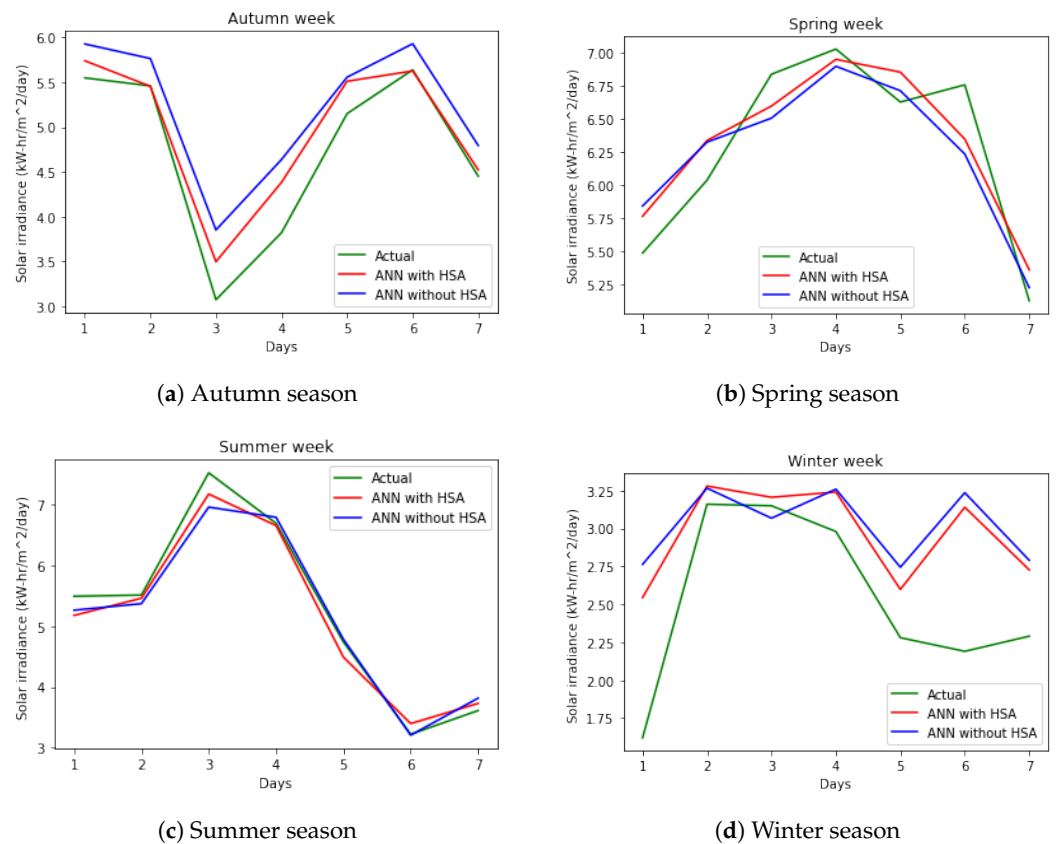 Autumn week
Solar irradiance (kW-hr/m^2/day)
6.0
5.5
5.0
4.5
4.0
3.5
3.0
Actual
ANN with HSA
ANN without HSA
1 2 3 4 5 6 7
Days
(a) Autumn season
Spring week
Solar irradiance (kW-hr/m^2/day)
7.00
6.75
6.50
6.25
6.00
5.75
5.50
5.25
Actual
ANN with HSA
ANN without HSA
1 2 3 4 5 6 7
Days
(b) Spring season
Summer week
Solar irradiance (kW-hr/m^2/day)
7
6
5
4
3
Actual
ANN with HSA
ANN without HSA
1 2 3 4 5 6 7
Days
(c) Summer season
Winter week
Solar irradiance (kW-hr/m^2/day)
3.25
3.00
2.75
2.50
2.25
2.00
1.75
Actual
ANN with HSA
ANN without HSA
1 2 3 4 5 6 7
Days
(d) Winter season